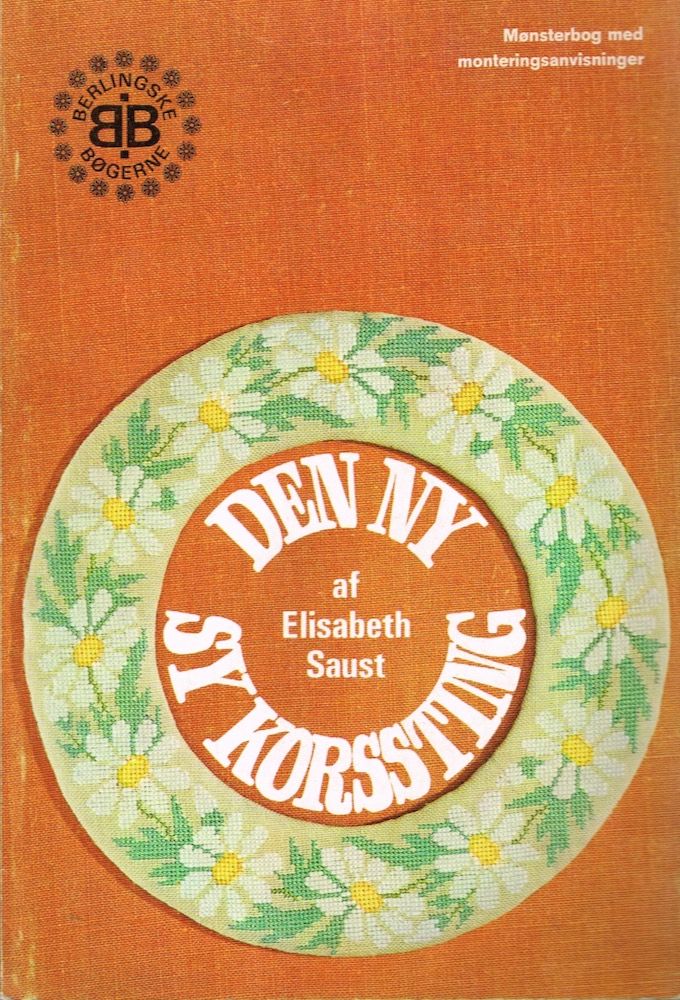 Mønsterbog med
monteringsanvisninger
BERLINGSKE
BB
BØGERNE
DEN NY
af
Elisabeth
Saust
SY KORSSTING